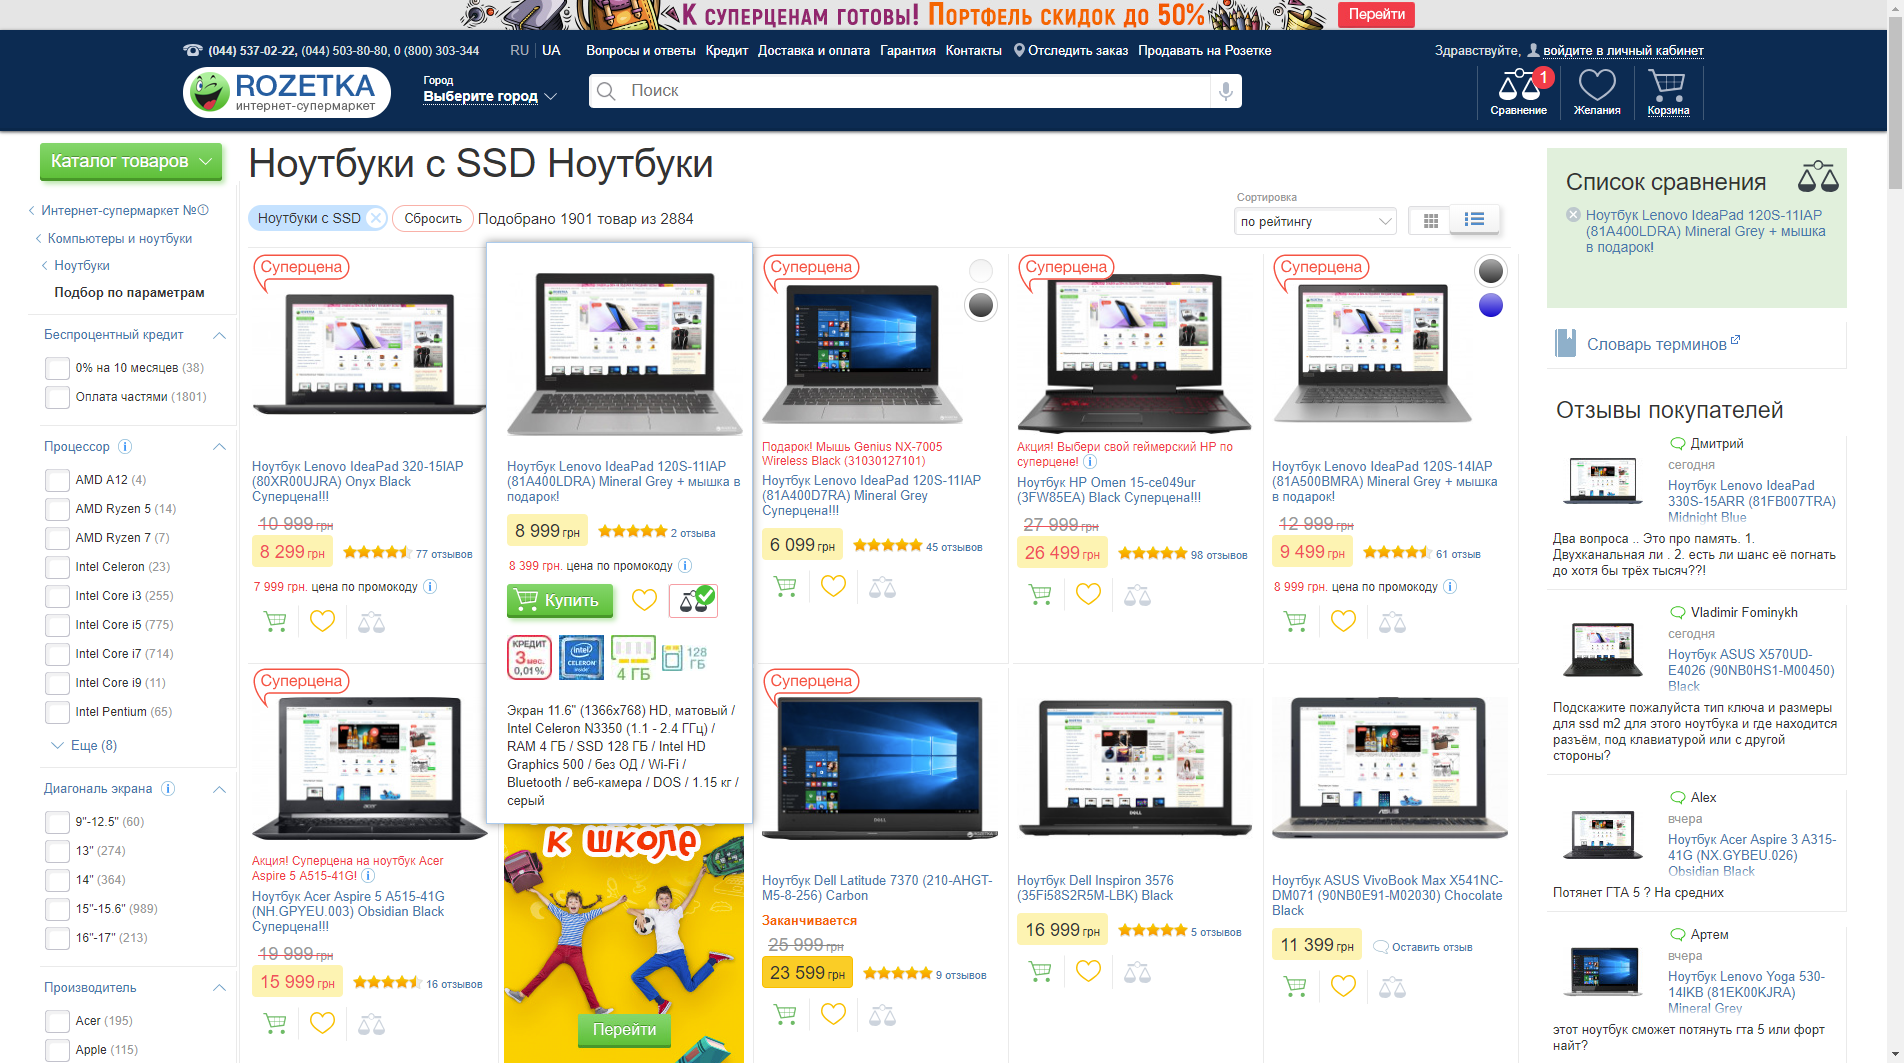 К СУПЕРЦЕНАМ ГОТОВЫ! ПОРТФЕЛЬ СКИДОК ДО 50%
Перейти
(044) 537-02-22, (044) 503-80-80, 0 (800) 303-344
RU UA
Вопросы и ответы Кредит Доставка и оплата Гарантия Контакты Отследить заказ Продавать на Розетке
Здравствуйте, войдите в личный кабинет
ROZETKA
интернет-супермаркет
Город
Выберите город
Поиск
1
Сравнение
Желания
Корзина
Каталог товаров
Интернет-супермаркет №①
Компьютеры и ноутбуки
Ноутбуки
Подбор по параметрам
Беспроцентный кредит
0% на 10 месяцев (38)
Оплата частями (1801)
Процессор
AMD A12 (4)
AMD Ryzen 5 (14)
AMD Ryzen 7 (7)
Intel Celeron (23)
Intel Core i3 (255)
Intel Core i5 (775)
Intel Core i7 (714)
Intel Core i9 (11)
Intel Pentium (65)
Еще (8)
Диагональ экрана
9"-12.5" (60)
13" (274)
14" (364)
15"-15.6" (989)
16"-17" (213)
Производитель
Acer (195)
Apple (115)
Ноутбуки с SSD Ноутбуки
Ноутбуки с SSD
Сбросить
Подобрано 1901 товар из 2884
Сортировка
по рейтингу
Суперцена
Ноутбук Lenovo IdeaPad 320-15IAP
(80XR00UJRA) Onyx Black
Суперцена!!!
10 999 грн
8 299 грн
77 отзывов
7 999 грн. цена по промокоду
Ноутбук Lenovo IdeaPad 120S-11IAP
(81A400LDRA) Mineral Grey + мышка в
подарок!
8 999 грн
2 отзыва
8 399 грн. цена по промокоду
Купить
КРЕДИТ
3 мес.
0,01%
intel
CELERON
inside
4 ГБ
128
ГБ
Экран 11.6" (1366x768) HD, матовый /
Intel Celeron N3350 (1.1 - 2.4 ГГц) /
RAM 4 ГБ / SSD 128 ГБ / Intel HD
Graphics 500 / без ОД / Wi-Fi /
Bluetooth / веб-камера / DOS / 1.15 кг /
серый
Суперцена
Подарок! Мышь Genius NX-7005
Wireless Black (31030127101)
Ноутбук Lenovo IdeaPad 120S-11IAP
(81A400D7RA) Mineral Grey
Суперцена!!!
6 099 грн
45 отзывов
Суперцена
Акция! Выбери свой геймерский HP по
суперцене!
Ноутбук HP Omen 15-ce049ur
(3FW85EA) Black Суперцена!!!
27 999 грн
26 499 грн
98 отзывов
Суперцена
Ноутбук Lenovo IdeaPad 120S-14IAP
(81A500BMRA) Mineral Grey + мышка
в подарок!
12 999 грн
9 499 грн
61 отзыв
8 999 грн. цена по промокоду
Суперцена
Акция! Суперцена на ноутбук Acer
Aspire 5 A515-41G!
Ноутбук Acer Aspire 5 A515-41G
(NH.GPYEU.003) Obsidian Black
Суперцена!!!
19 999 грн
15 999 грн
16 отзывов
К ШКОЛЕ
Перейти
Суперцена
Ноутбук Dell Latitude 7370 (210-AHGT-
M5-8-256) Carbon
Заканчивается
25 999 грн
23 599 грн
9 отзывов
Ноутбук Dell Inspiron 3576
(35Fi58S2R5M-LBK) Black
16 999 грн
5 отзывов
Ноутбук ASUS VivoBook Max X541NC-
DM071 (90NB0E91-M02030) Chocolate
Black
11 399 грн
Оставить отзыв
Список сравнения
Ноутбук Lenovo IdeaPad 120S-11IAP
(81A400LDRA) Mineral Grey + мышка
в подарок!
Словарь терминов
Отзывы покупателей
Дмитрий
сегодня
Ноутбук Lenovo IdeaPad
330S-15ARR (81FB007TRA)
Midnight Blue
Два вопроса .. Это про память. 1.
Двухканальная ли . 2. есть ли шанс её погнать
до хотя бы трёх тысяч??!
Vladimir Fominykh
сегодня
Ноутбук ASUS X570UD-
E4026 (90NB0HS1-M00450)
Black
Подскажите пожалуйста тип ключа и размеры
для ssd m2 для этого ноутбука и где находится
разъём, под клавиатурой или с другой
стороны?
Alex
вчера
Ноутбук Acer Aspire 3 A315-
41G (NX.GYBEU.026)
Obsidian Black
Потянет ГТА 5 ? На средних
Артем
вчера
Ноутбук Lenovo Yoga 530-
14IKB (81EK00KJRA)
Mineral Grey
этот ноутбук сможет потянуть гта 5 или форт
найт?